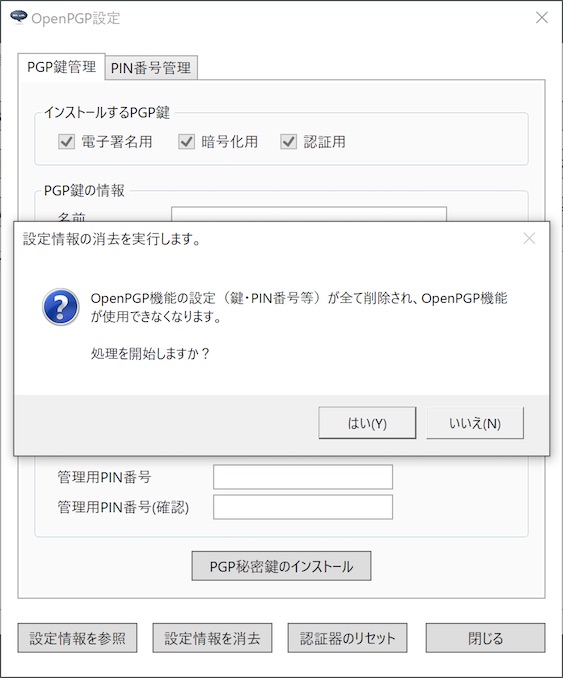 OpenPGP設定
PGP鍵管理
PIN番号管理
インストールするPGP鍵
電子署名用
暗号化用
認証用
PGP鍵の情報
名前
設定情報の消去を実行します。
OpenPGP機能の設定（鍵・PIN番号等）が全て削除され、OpenPGP機能
が使用できなくなります。
処理を開始しますか？
はい(Y)
いいえ(N)
管理用PIN番号
管理用PIN番号(確認)
PGP秘密鍵のインストール
設定情報を参照
設定情報を消去
認証器のリセット
閉じる